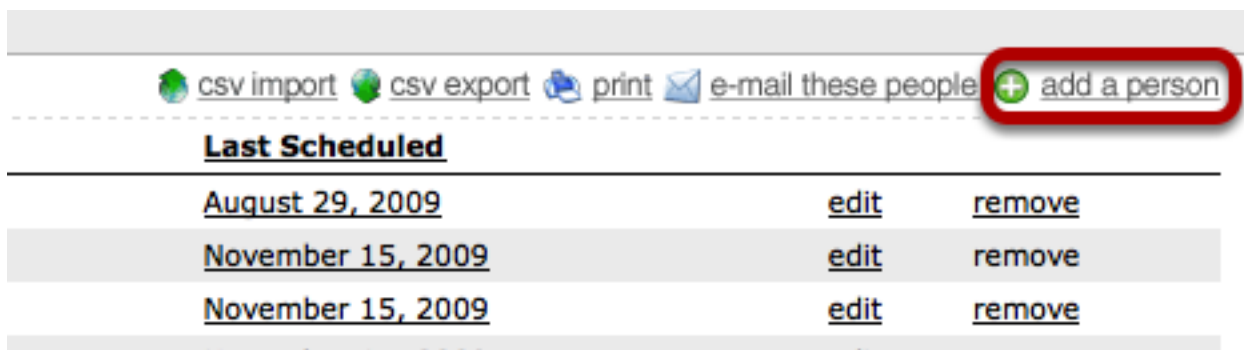 csv import csv export print e-mail these people add a person
Last Scheduled
August 29, 2009 edit remove
November 15, 2009 edit remove
November 15, 2009 edit remove